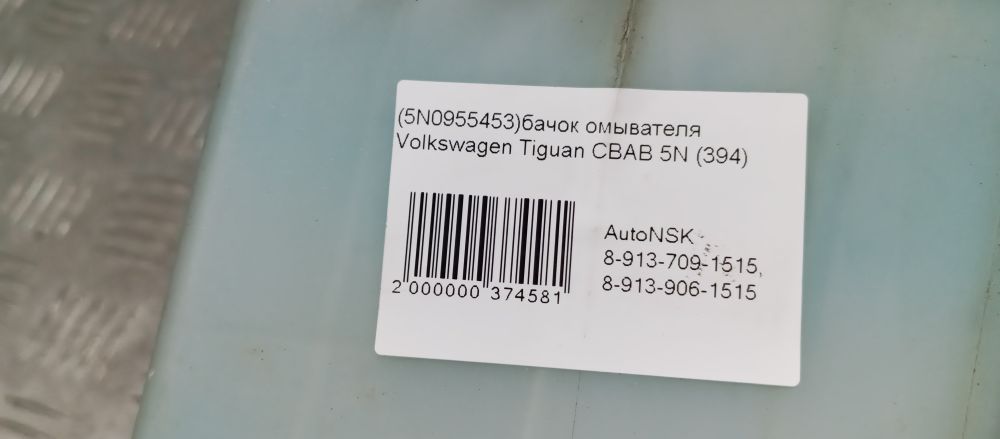 (5N0955453)бачок омывателя
Volkswagen Tiguan CBAB 5N (394)
AutoNSK
8-913-709-1515,
8-913-906-1515
2 000000 374581